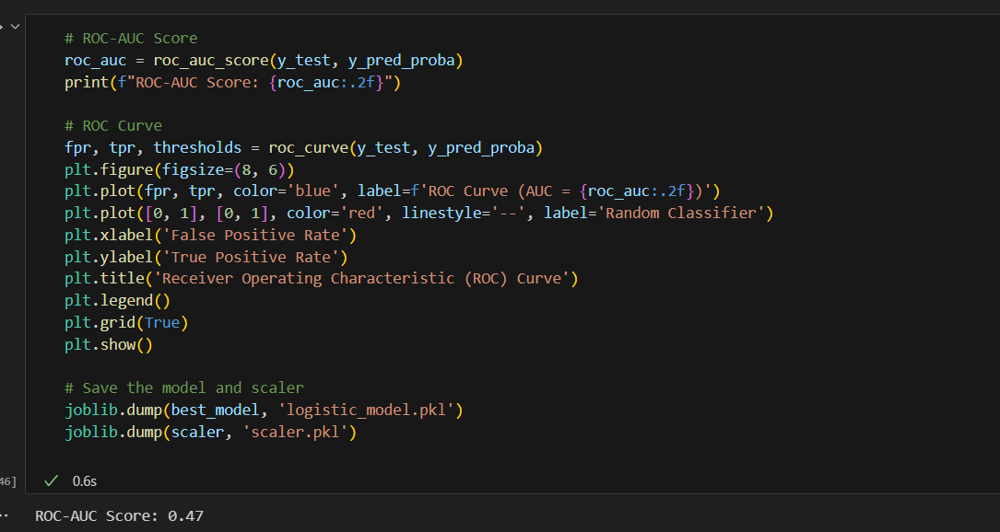 # ROC-AUC Score
roc_auc = roc_auc_score(y_test, y_pred_proba)
print(f"ROC-AUC Score: {roc_auc:.2f}")
# ROC Curve
fpr, tpr, thresholds = roc_curve(y_test, y_pred_proba)
plt.figure(figsize=(8, 6))
plt.plot(fpr, tpr, color='blue', label=f'ROC Curve (AUC = {roc_auc:.2f})')
plt.plot([0, 1], [0, 1], color='red', linestyle='--', label='Random Classifier')
plt.xlabel('False Positive Rate')
plt.ylabel('True Positive Rate')
plt.title('Receiver Operating Characteristic (ROC) Curve')
plt.legend()
plt.grid(True)
plt.show()
# Save the model and scaler
joblib.dump(best_model, 'logistic_model.pkl')
joblib.dump(scaler, 'scaler.pkl')
46] 0.6s
ROC-AUC Score: 0.47